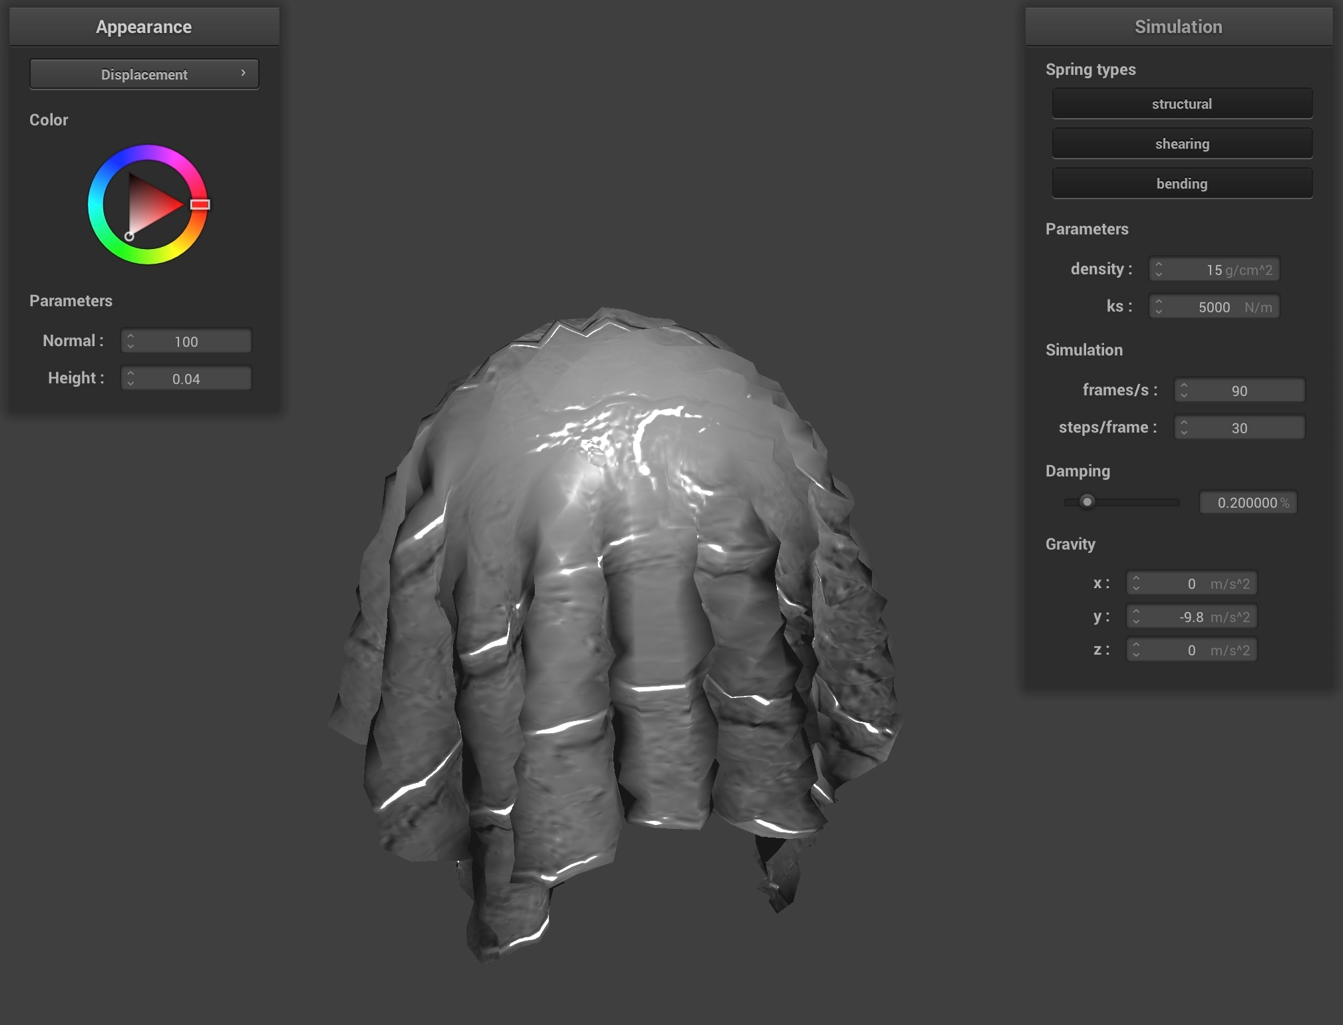 Appearance
Displacement ›
Color
Parameters
Normal : 100
Height : 0.04
Simulation
Spring types
structural
shearing
bending
Parameters
density : 15 g/cm^2
ks : 5000 N/m
Simulation
frames/s : 90
steps/frame : 30
Damping
0.200000 %
Gravity
x : 0 m/s^2
y : -9.8 m/s^2
z : 0 m/s^2